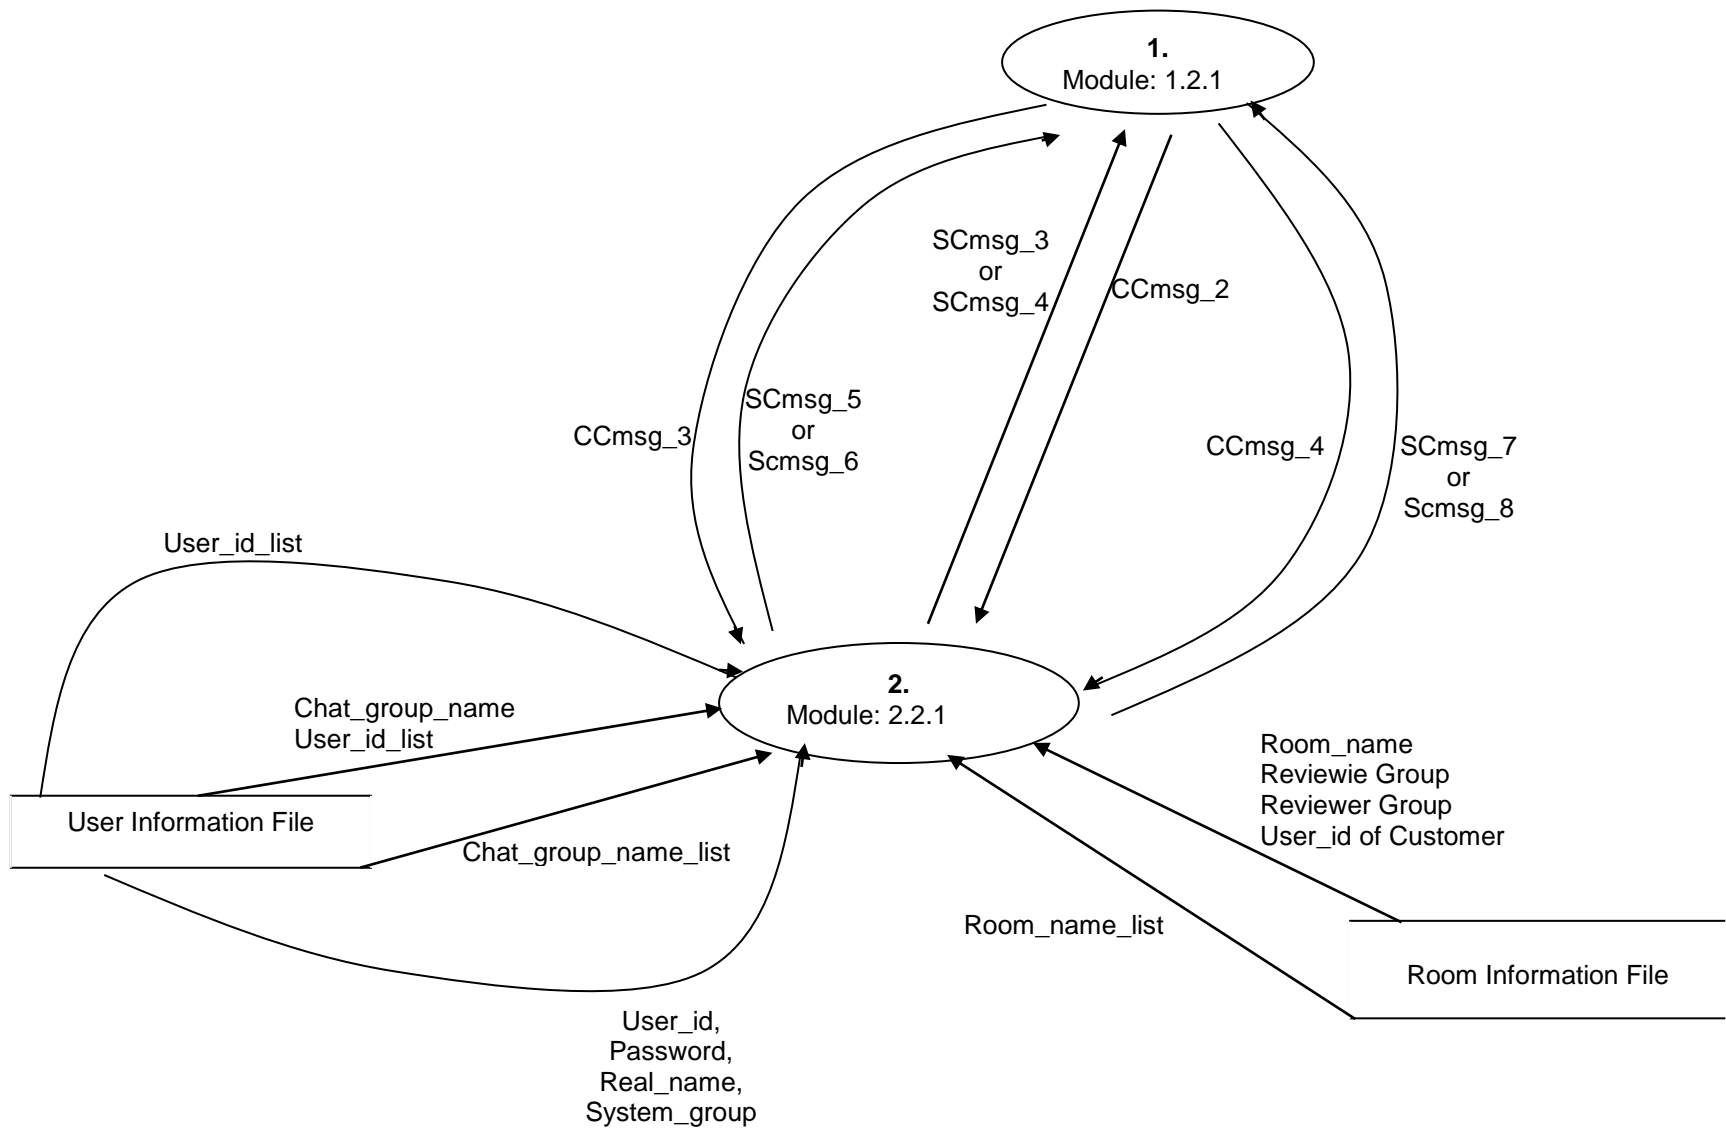 1.
Module: 1.2.1
SCmsg_3
or
SCmsg_4
CCmsg_2
CCmsg_3
SCmsg_5
or
Scmsg_6
CCmsg_4
SCmsg_7
or
Scmsg_8
User_id_list
2.
Module: 2.2.1
Chat_group_name
User_id_list
User Information File
Chat_group_name_list
Room_name
Reviewie Group
Reviewer Group
User_id of Customer
Room_name_list
Room Information File
User_id,
Password,
Real_name,
System_group